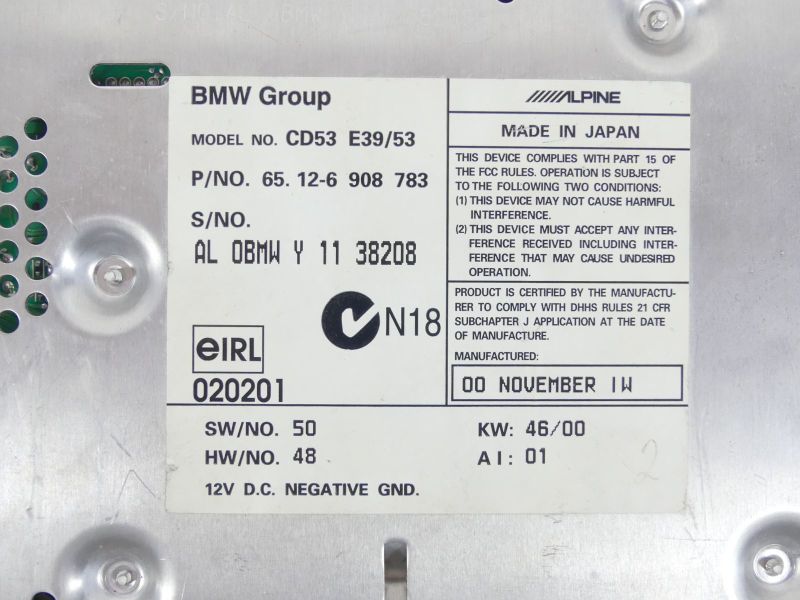 BMW Group
MODEL NO. CD53 E39/53
P/NO. 65. 12-6 908 783
S/NO.
AL 0BMW Y 11 38208
N18
eIRL
020201
ALPINE
MADE IN JAPAN
THIS DEVICE COMPLIES WITH PART 15 OF
THE FCC RULES. OPERATION IS SUBJECT
TO THE FOLLOWING TWO CONDITIONS:
(1) THIS DEVICE MAY NOT CAUSE HARMFUL
INTERFERENCE.
(2) THIS DEVICE MUST ACCEPT ANY INTER-
FERENCE RECEIVED INCLUDING INTER-
FERENCE THAT MAY CAUSE UNDESIRED
OPERATION.
PRODUCT IS CERTIFIED BY THE MANUFACTU-
RER TO COMPLY WITH DHHS RULES 21 CFR
SUBCHAPTER J APPLICATION AT THE DATE
OF MANUFACTURE.
MANUFACTURED:
00 NOVEMBER 1W
SW/NO. 50
KW: 46/00
HW/NO. 48
AI: 01
2
12V D.C. NEGATIVE GND.